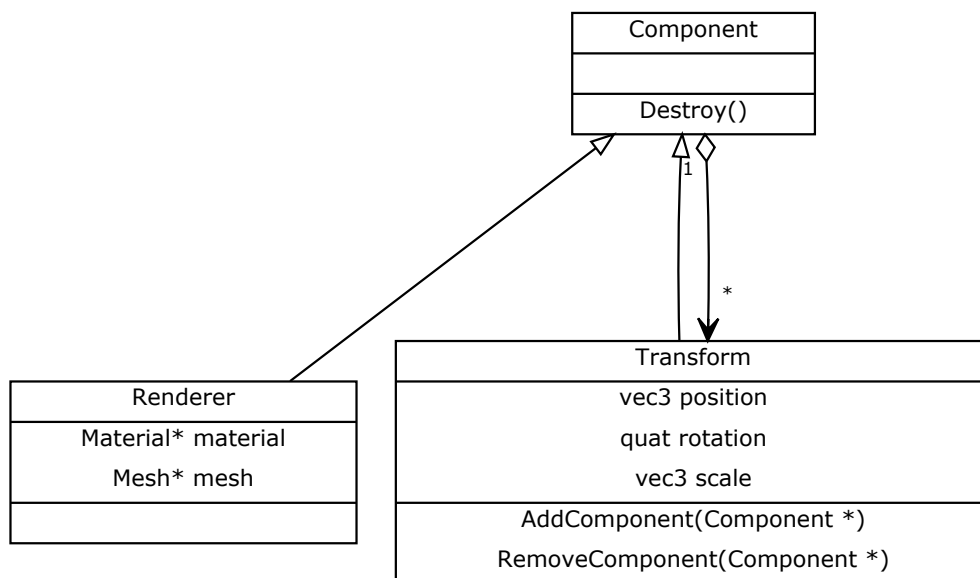 Component
Destroy()
1
*
Transform
vec3 position
quat rotation
vec3 scale
AddComponent(Component *)
RemoveComponent(Component *)
Renderer
Material* material
Mesh* mesh